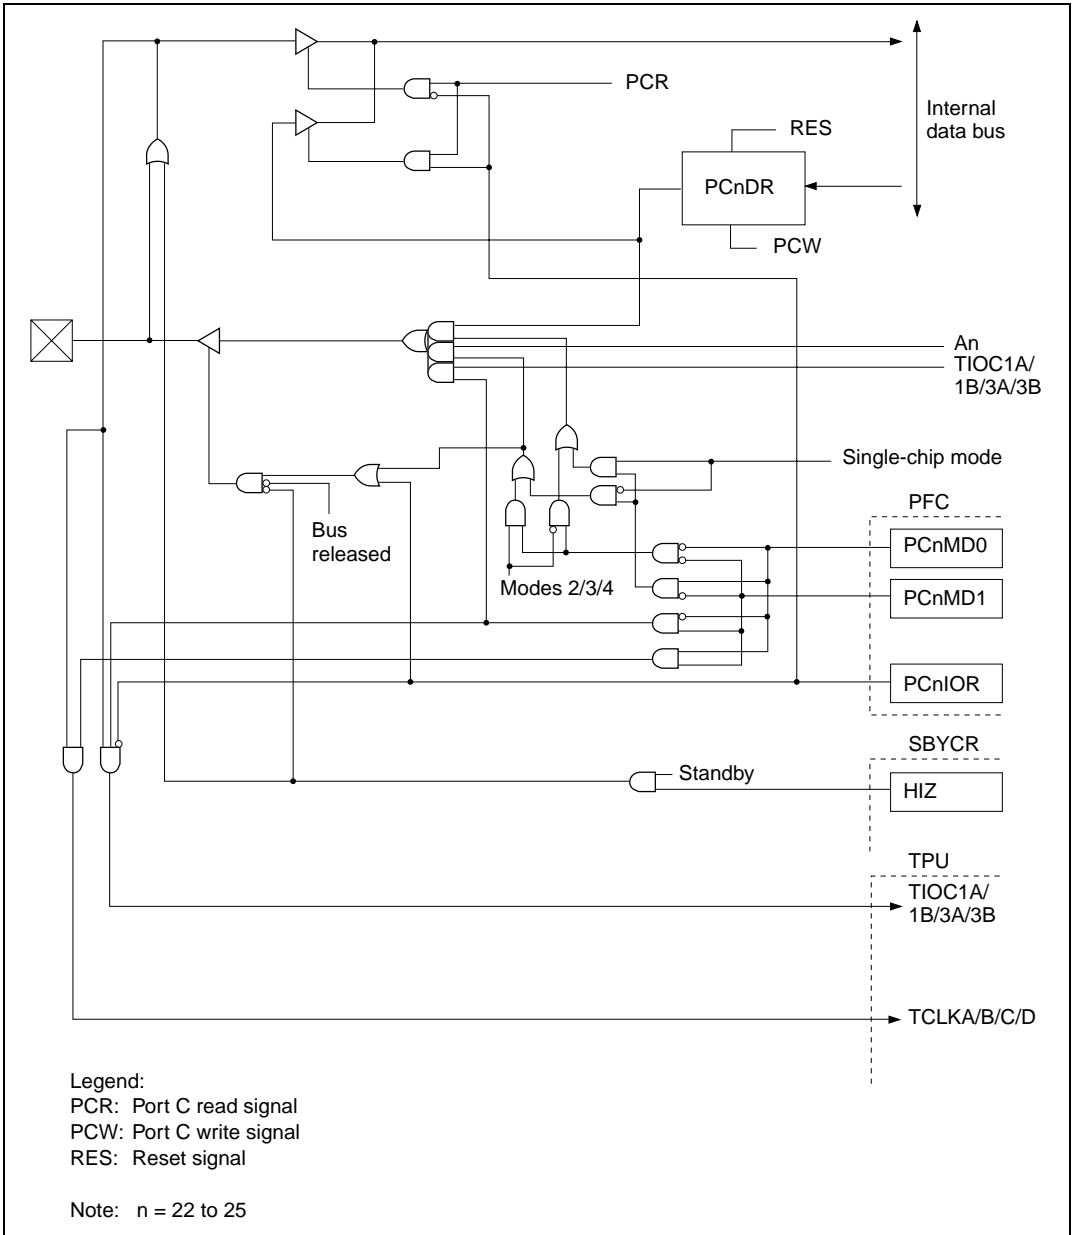 PCR
Internal
data bus
RES
PCnDR
PCW
An
TIOC1A/
1B/3A/3B
Single-chip mode
PFC
Bus
released
PCnMD0
Modes 2/3/4
PCnMD1
PCnIOR
SBYCR
Standby
HIZ
TPU
TIOC1A/
1B/3A/3B
TCLKA/B/C/D
Legend:
PCR: Port C read signal
PCW: Port C write signal
RES: Reset signal
Note: n = 22 to 25